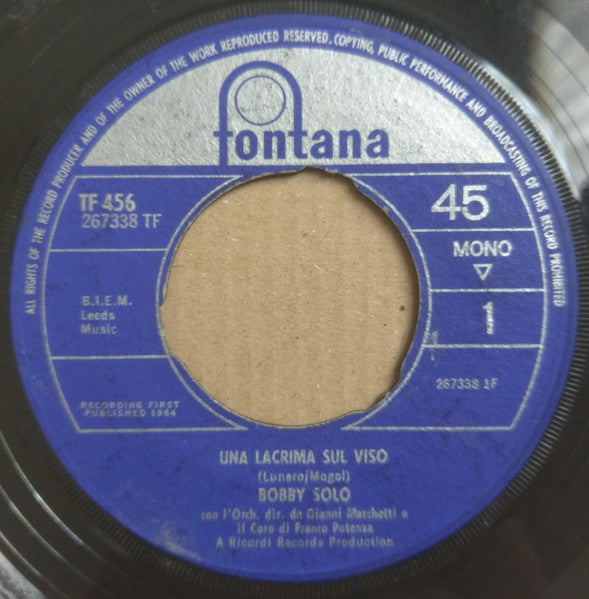 ALL RIGHTS OF THE RECORD PRODUCER AND OF THE OWNER OF THE WORK REPRODUCED RESERVED. COPYING, PUBLIC PERFORMANCE AND BROADCASTING OF THIS RECORD PROHIBITED
fontana
TF 456
267338 TF
45
MONO
1
B.I.E.M.
Leeds
Music
267338 1F
RECORDING FIRST
PUBLISHED 1964
UNA LACRIMA SUL VISO
(Lunero/Mogol)
BOBBY SOLO
con l'Orch. dir. da Gianni Marchetti e
il Coro di Franco Potenza
A Ricordi Records Production